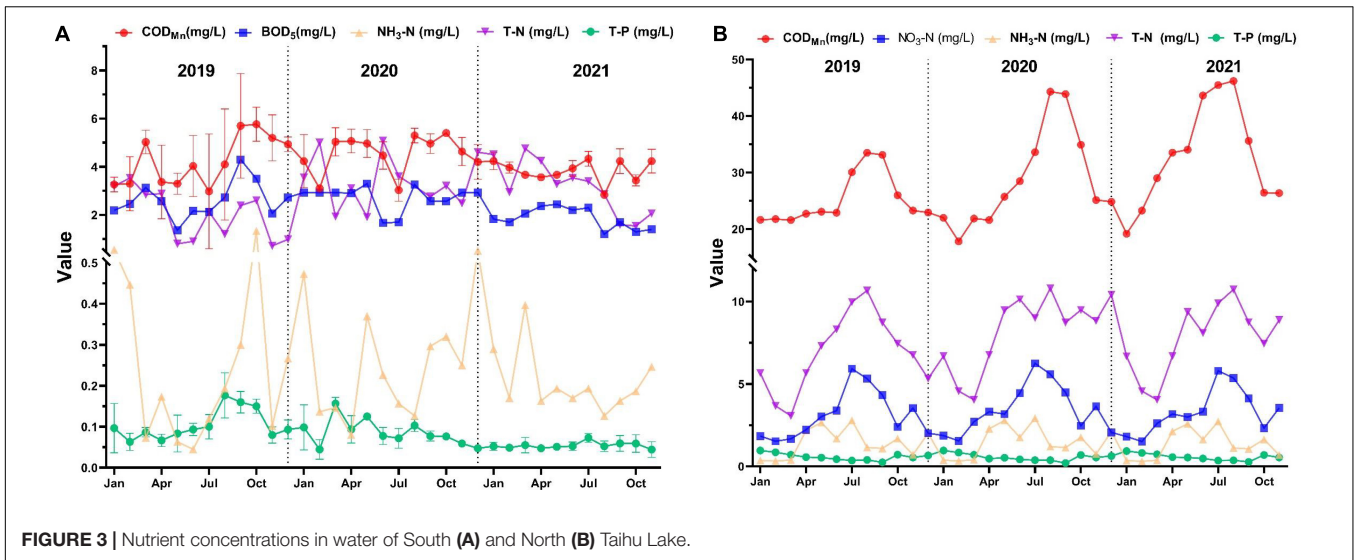 A
COD_Mn(mg/L) BOD_5(mg/L) NH_3-N (mg/L) T-N (mg/L) T-P (mg/L)
2019 2020 2021
Value
8
6
4
2
0.5
0.4
0.3
0.2
0.1
0.0
Jan Apr Jul Oct Jan Apr Jul Oct Jan Apr Jul Oct
B
COD_Mn(mg/L) NO_3-N (mg/L) NH_3-N (mg/L) T-N (mg/L) T-P (mg/L)
2019 2020 2021
Value
50
40
30
20
10
5
0
Jan Apr Jul Oct Jan Apr Jul Oct Jan Apr Jul Oct
FIGURE 3 | Nutrient concentrations in water of South (A) and North (B) Taihu Lake.